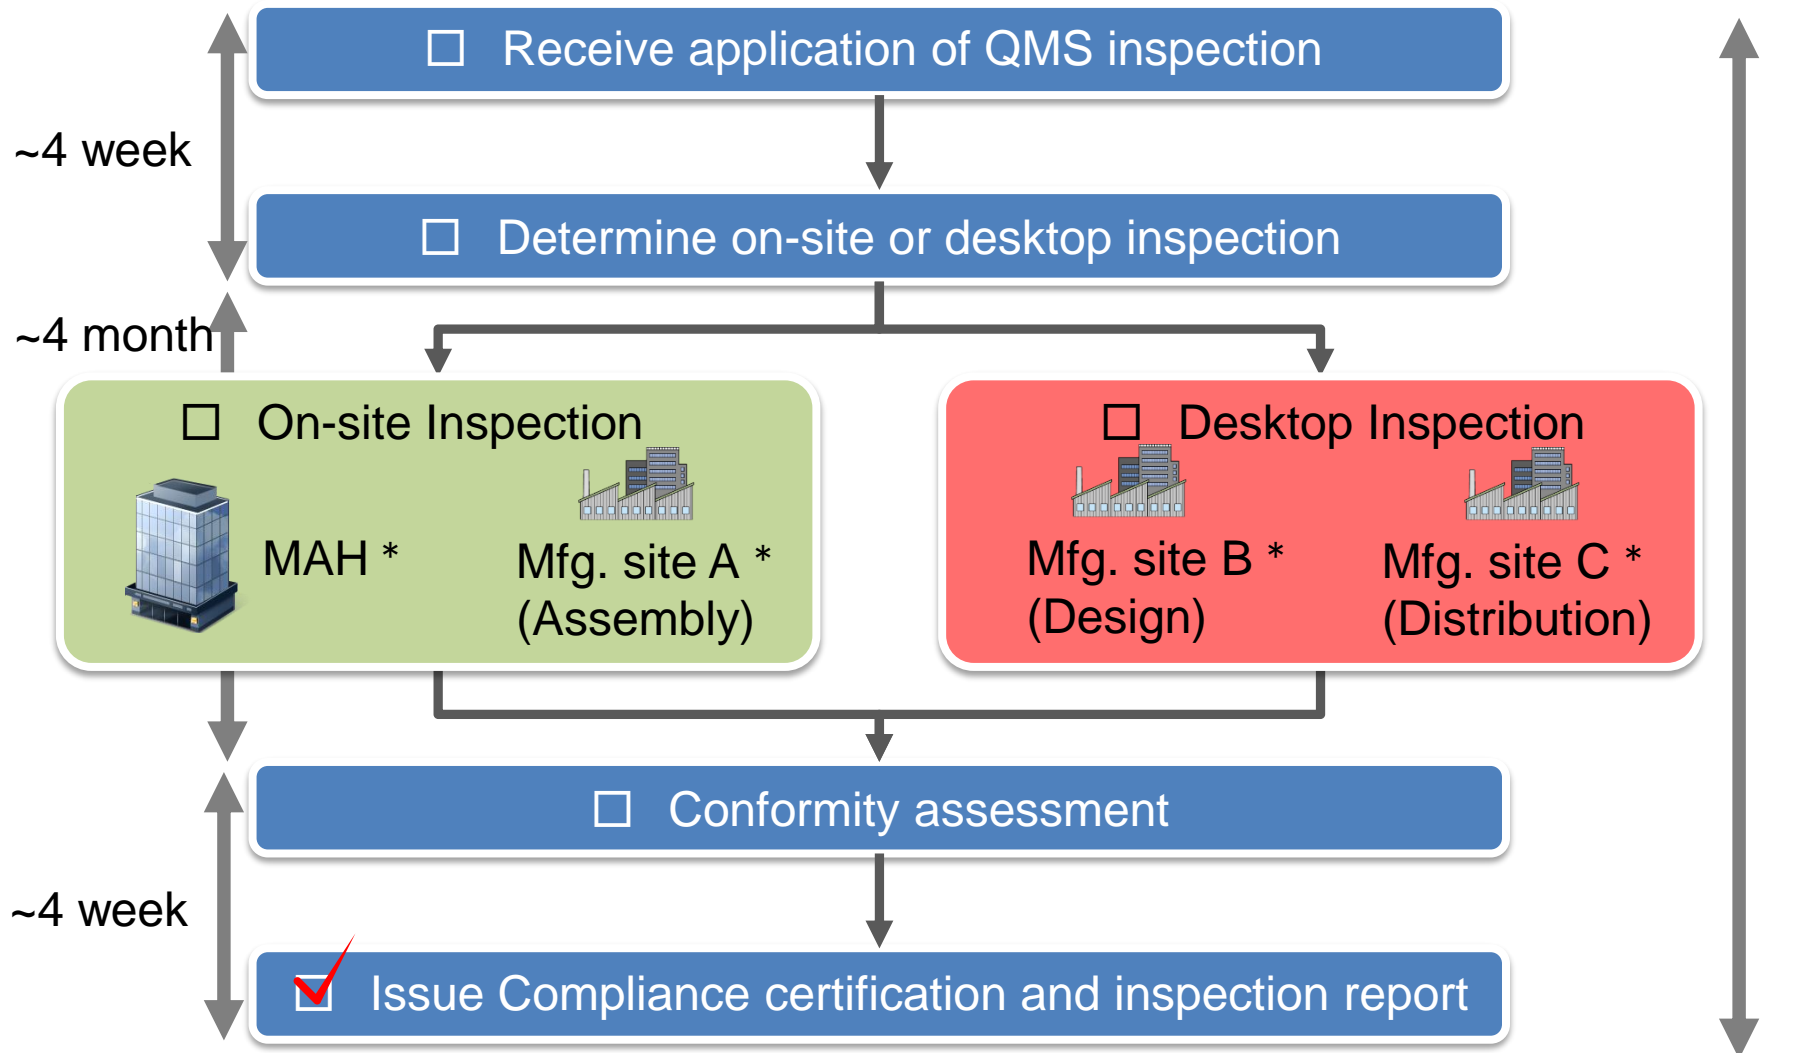 ☐ Receive application of QMS inspection
~4 week
☐ Determine on-site or desktop inspection
~4 month
☐ On-site Inspection
MAH *
Mfg. site A *
(Assembly)
☐ Desktop Inspection
Mfg. site B *
(Design)
Mfg. site C *
(Distribution)
☐ Conformity assessment
~4 week
☑ Issue Compliance certification and inspection report